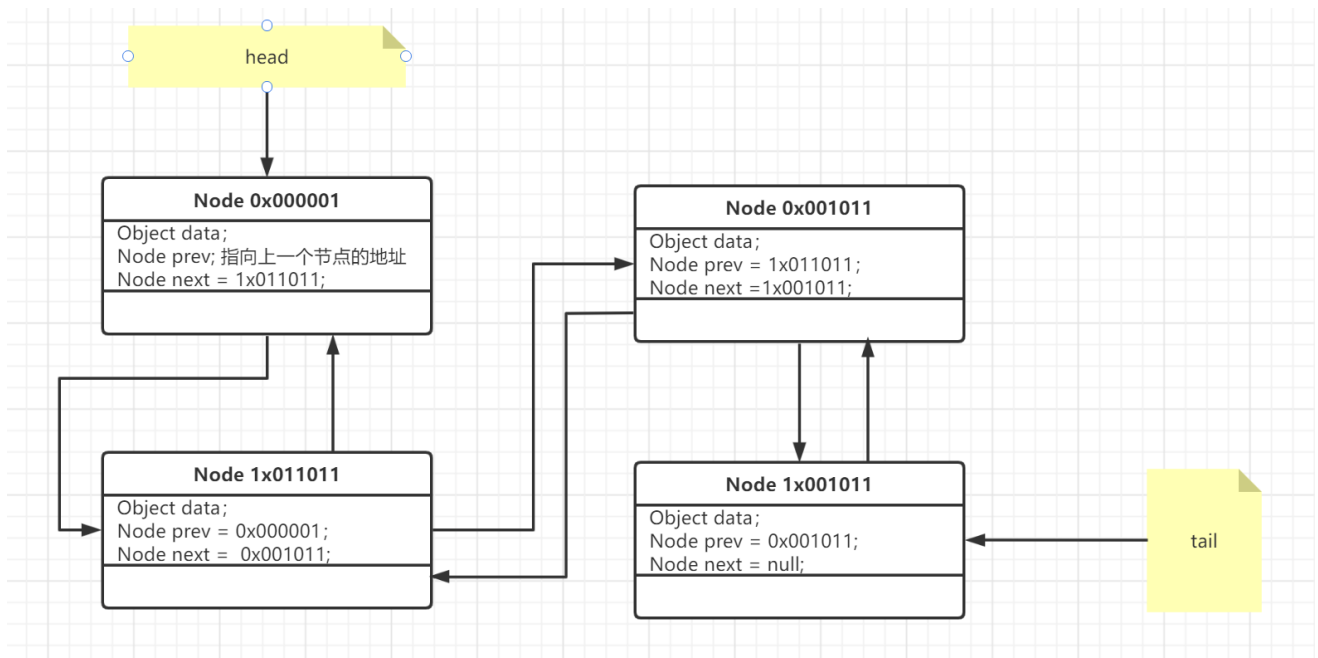 head
Node 0x000001
Object data;
Node prev; 指向上一个节点的地址
Node next = 1x011011;
Node 1x011011
Object data;
Node prev = 0x000001;
Node next =  0x001011;
Node 0x001011
Object data;
Node prev = 1x011011;
Node next =1x001011;
Node 1x001011
Object data;
Node prev = 0x001011;
Node next = null;
tail